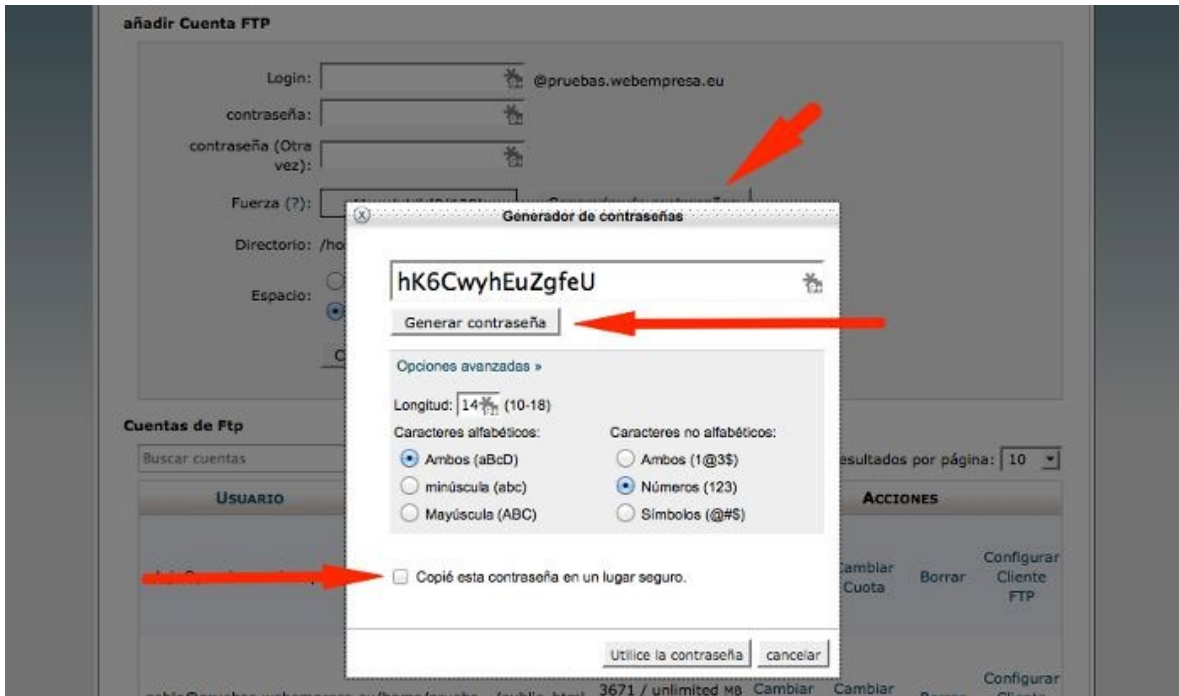 añadir Cuenta FTP
Login: @pruebas.webempresa.eu
contraseña:
contraseña (Otra
vez):
Fuerza (?):
Generador de contraseñas
Directorio: /ho
hK6CwyhEuZgfeU
Espacio:
Generar contraseña
Opciones avanzadas »
Longitud: 14 (10-18)
Caracteres alfabéticos: Caracteres no alfabéticos:
Ambos (aBcD) Ambos (1@3$)
minúscula (abc) Números (123)
Mayúscula (ABC) Símbolos (@#$)
Cuentas de Ftp
Buscar cuentas esultados por página: 10
USUARIO ACCIONES
Copié esta contraseña en un lugar seguro.
Cambiar
Cuota
Borrar
Configurar
Cliente
FTP
Utilice la contraseña cancelar
3671 / unlimited MB Cambiar Cambiar Configurar